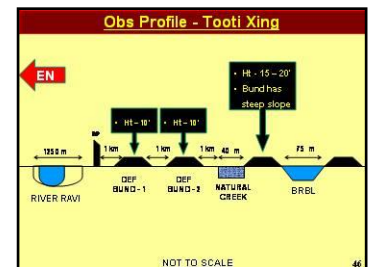 Obs Profile - Tooti Xing
EN
• Ht - 15 – 20'
• Bund has
steep slope
• Ht – 10'
• Ht – 10'
BP
1250 m
1 km
1 km
1 km
40 m
75 m
RIVER RAVI
DEF
BUND - 1
DEF
BUND - 2
NATURAL
CREEK
BRBL
NOT TO SCALE
46